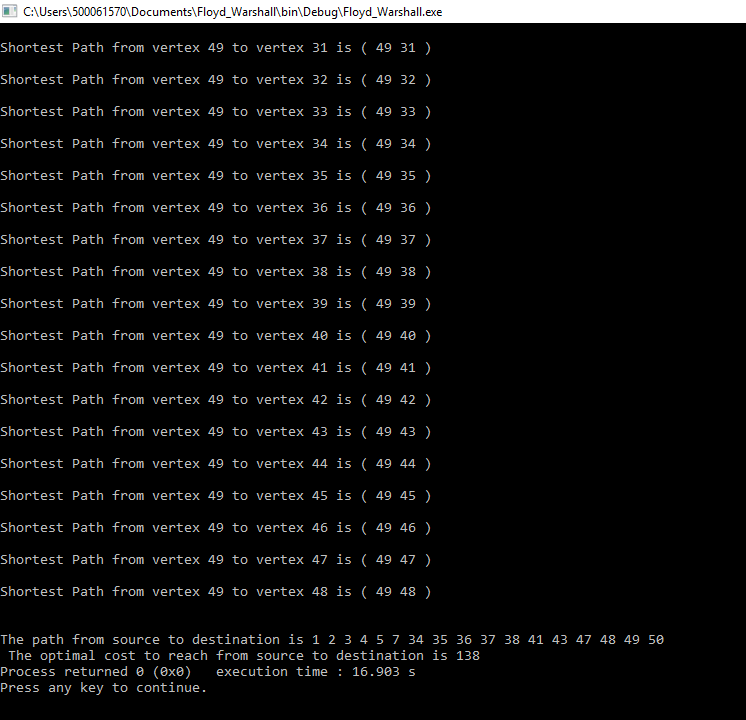 C:\Users\500061570\Documents\Floyd_Warshall\bin\Debug\Floyd_Warshall.exe
Shortest Path from vertex 49 to vertex 31 is ( 49 31 )
Shortest Path from vertex 49 to vertex 32 is ( 49 32 )
Shortest Path from vertex 49 to vertex 33 is ( 49 33 )
Shortest Path from vertex 49 to vertex 34 is ( 49 34 )
Shortest Path from vertex 49 to vertex 35 is ( 49 35 )
Shortest Path from vertex 49 to vertex 36 is ( 49 36 )
Shortest Path from vertex 49 to vertex 37 is ( 49 37 )
Shortest Path from vertex 49 to vertex 38 is ( 49 38 )
Shortest Path from vertex 49 to vertex 39 is ( 49 39 )
Shortest Path from vertex 49 to vertex 40 is ( 49 40 )
Shortest Path from vertex 49 to vertex 41 is ( 49 41 )
Shortest Path from vertex 49 to vertex 42 is ( 49 42 )
Shortest Path from vertex 49 to vertex 43 is ( 49 43 )
Shortest Path from vertex 49 to vertex 44 is ( 49 44 )
Shortest Path from vertex 49 to vertex 45 is ( 49 45 )
Shortest Path from vertex 49 to vertex 46 is ( 49 46 )
Shortest Path from vertex 49 to vertex 47 is ( 49 47 )
Shortest Path from vertex 49 to vertex 48 is ( 49 48 )
The path from source to destination is 1 2 3 4 5 7 34 35 36 37 38 41 43 47 48 49 50
The optimal cost to reach from source to destination is 138
Process returned 0 (0x0)   execution time : 16.903 s
Press any key to continue.